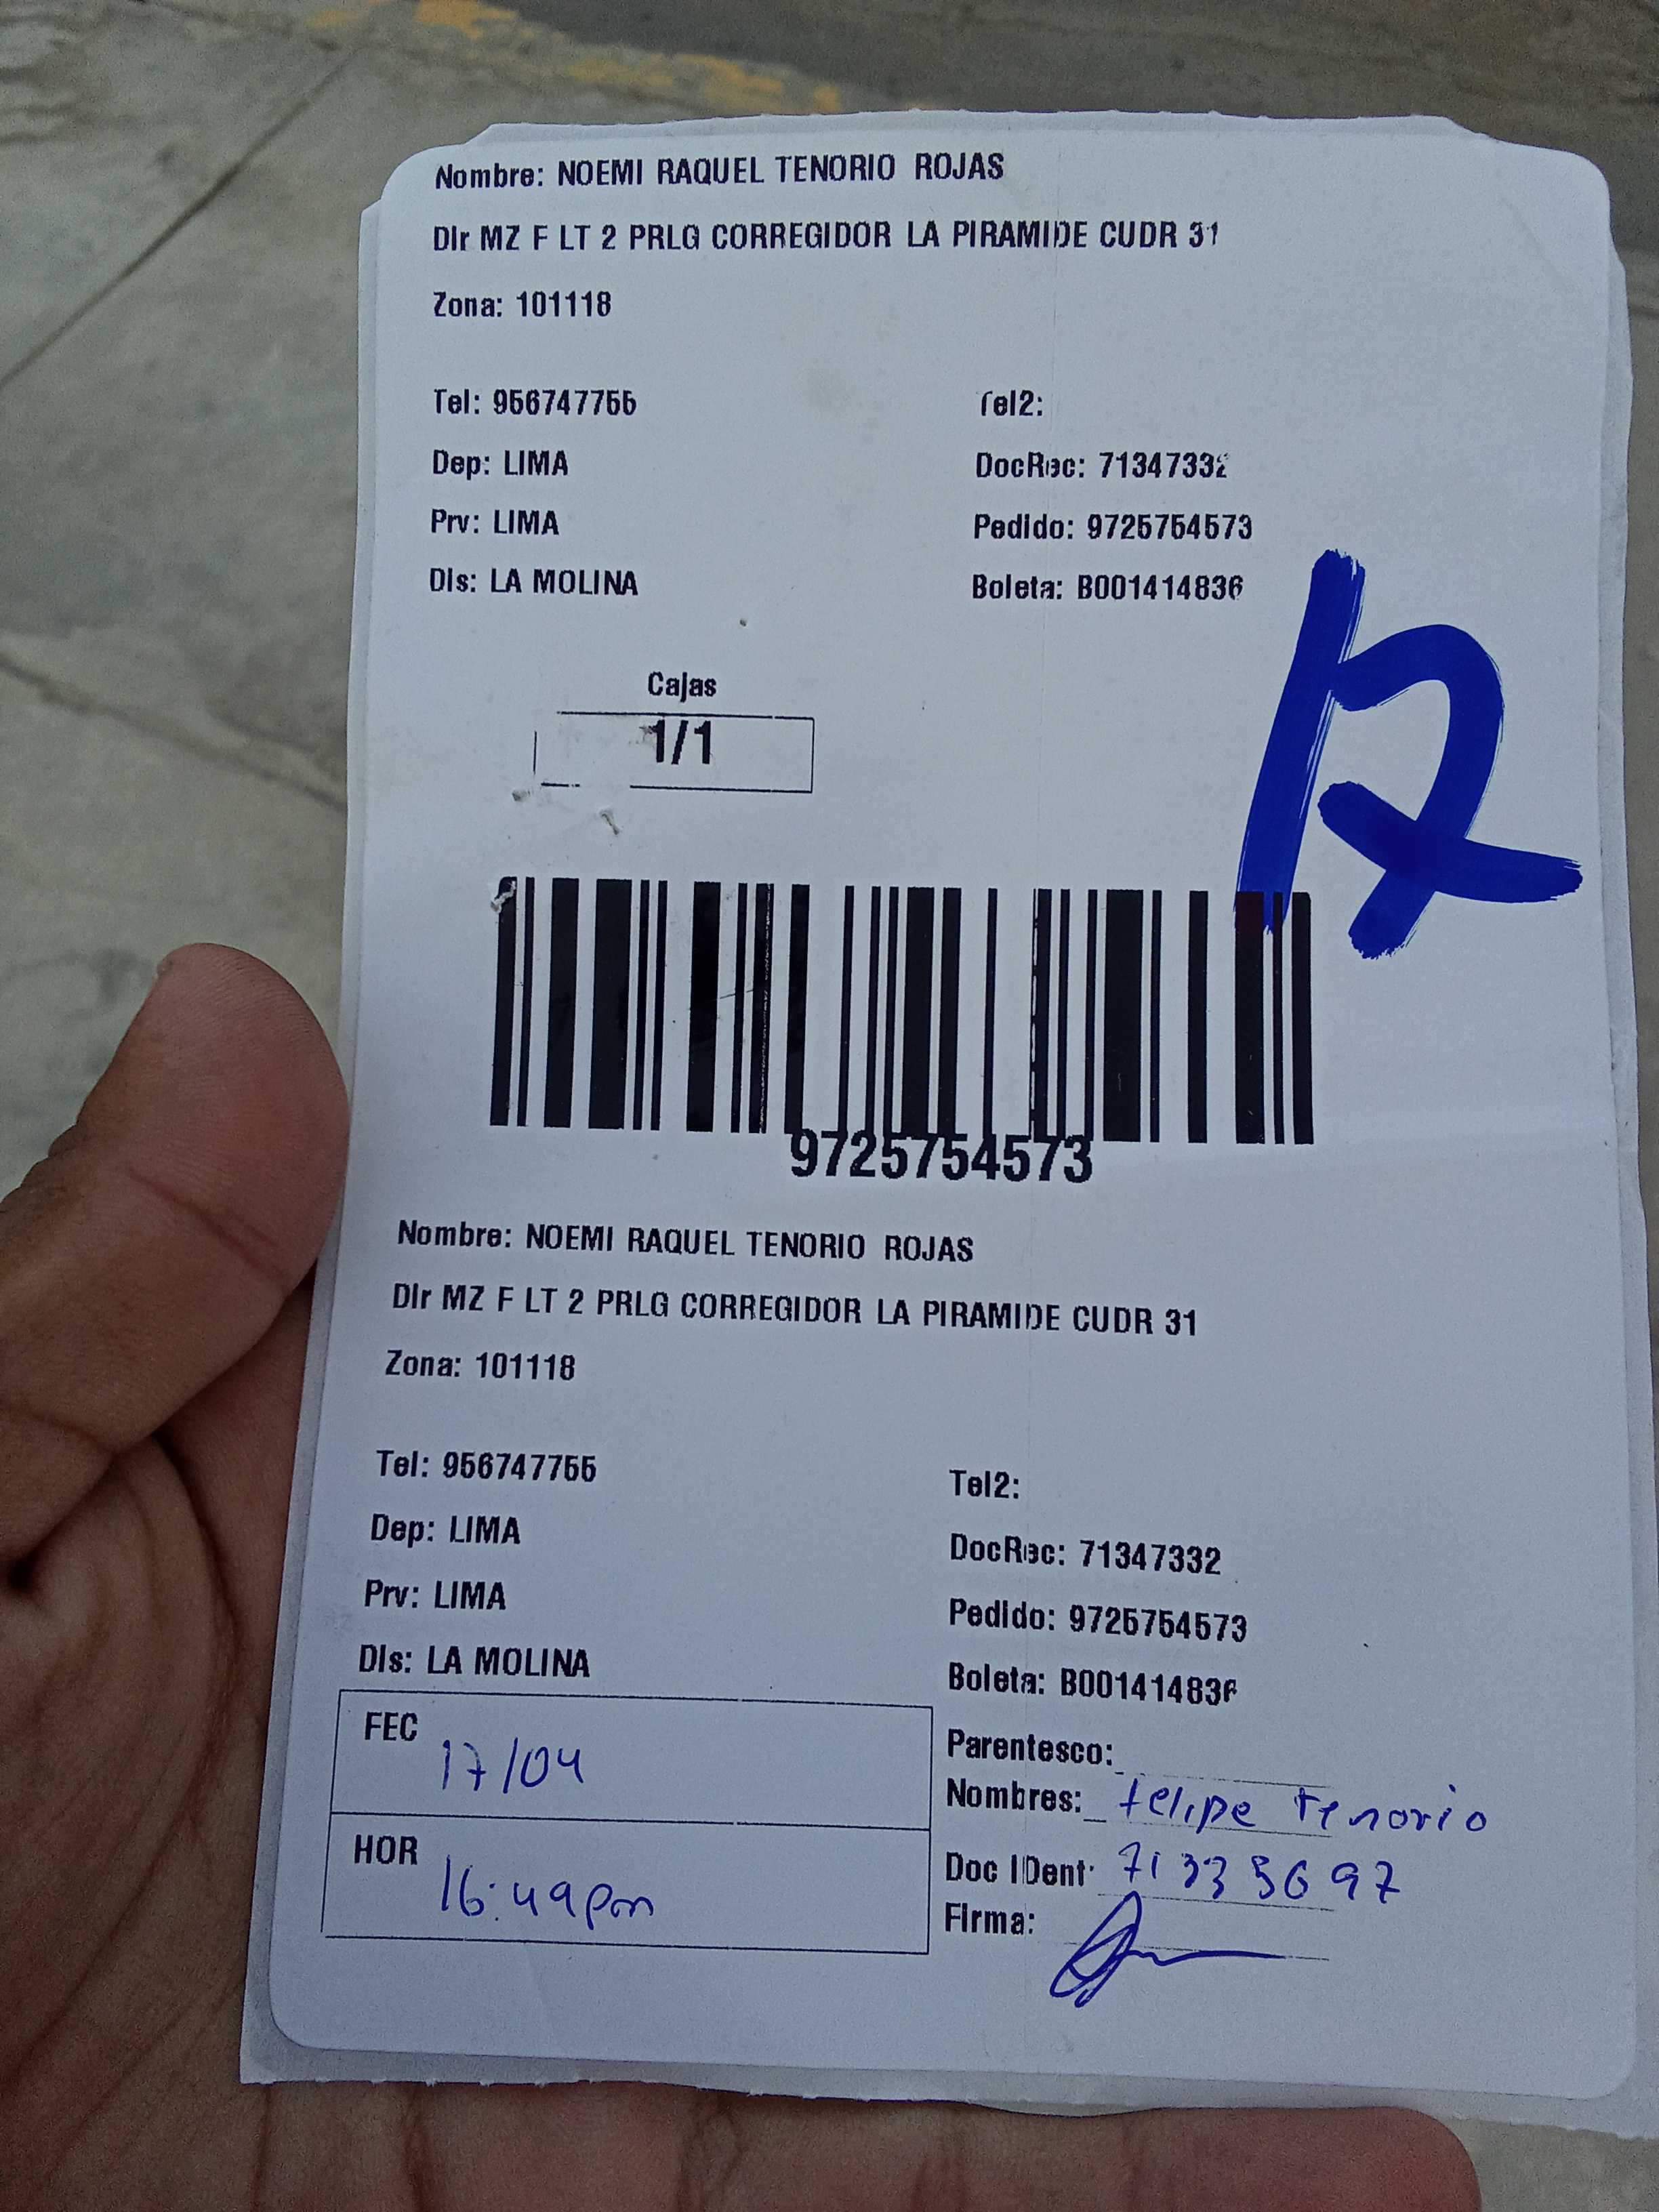 Nombre: NOEMI RAQUEL TENORIO ROJAS
Dir MZ F LT 2 PRLG CORREGIDOR LA PIRAMIDE CUDR 31
Zona: 101118
Tel: 956747755 Tel2:
Dep: LIMA DocRec: 71347332
Prv: LIMA Pedido: 9725754573
Dis: LA MOLINA Boleta: B001414836
Cajas
1/1
9725754573
Nombre: NOEMI RAQUEL TENORIO ROJAS
Dir MZ F LT 2 PRLG CORREGIDOR LA PIRAMIDE CUDR 31
Zona: 101118
Tel: 956747755 Tel2:
Dep: LIMA DocRec: 71347332
Prv: LIMA Pedido: 9725754573
Dis: LA MOLINA Boleta: B001414836
FEC 17/04
Parentesco:
Nombres: felipe tenorio
HOR 16:49pm
Doc IDent: 71335697
Firma: